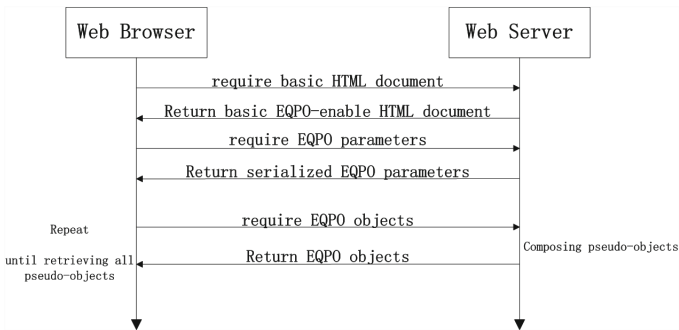 Web Browser
Web Server
require basic HTML document
Return basic EQPO-enable HTML document
require EQPO parameters
Return serialized EQPO parameters
require EQPO objects
Repeat
Composing pseudo-objects
until retrieving all
pseudo-objects
Return EQPO objects